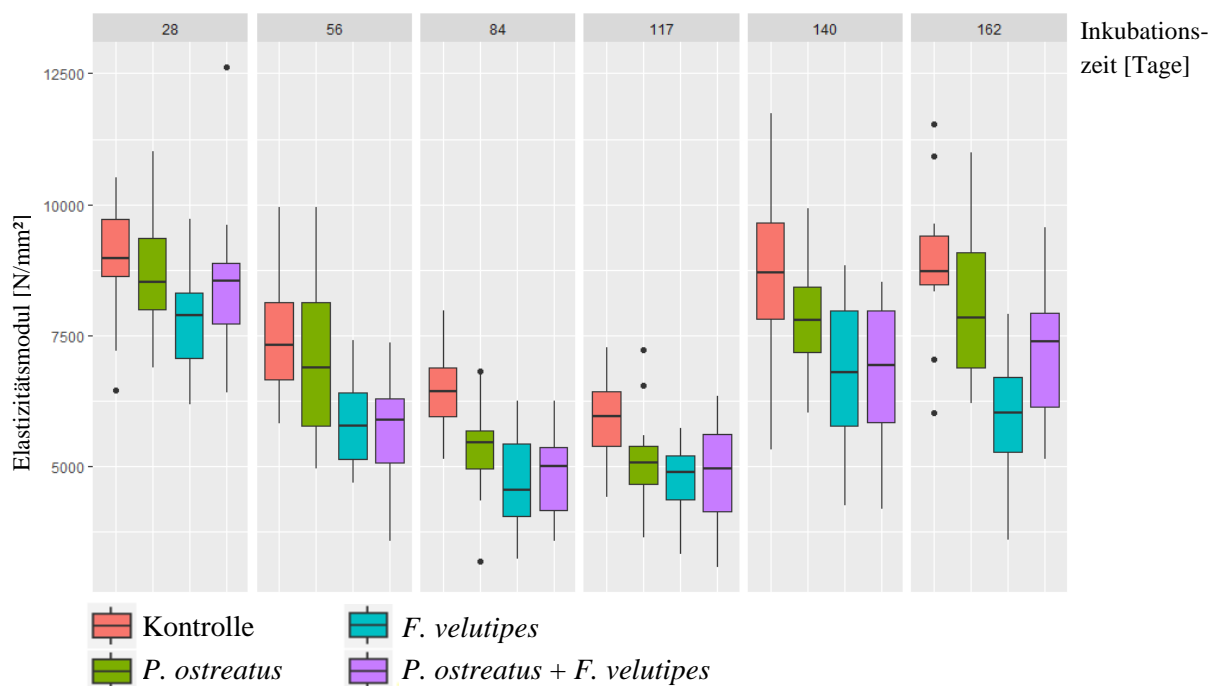 28 56 84 117 140 162
Inkubations-
zeit [Tage]
12500
10000
7500
5000
Elastizitätsmodul [N/mm²]
Kontrolle F. velutipes
P. ostreatus P. ostreatus + F. velutipes